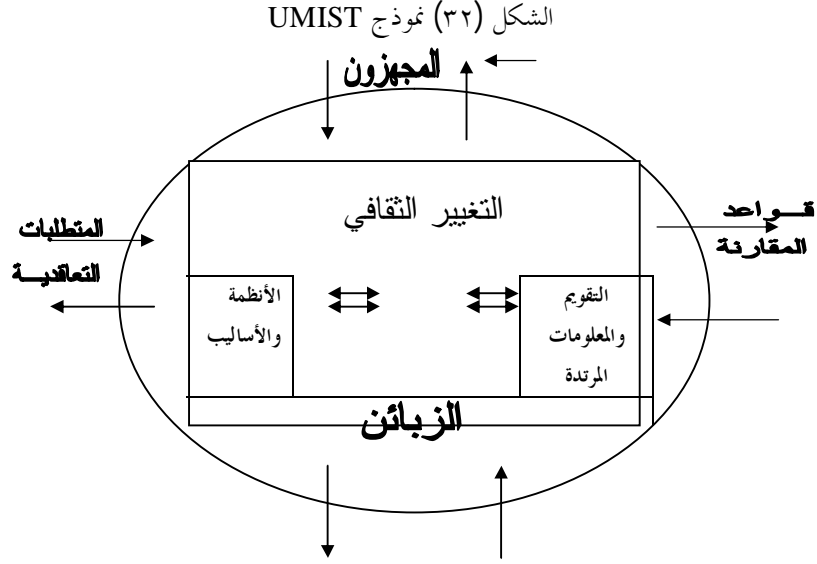 الشكل (٣٢) نموذج UMIST
المجهزون
التغيير الثقافي
قواعد
المقارنة
المتطلبات
التعاقدية
التقويم
والمعلومات
المرتدة
الأنظمة
والأساليب
الزبائن